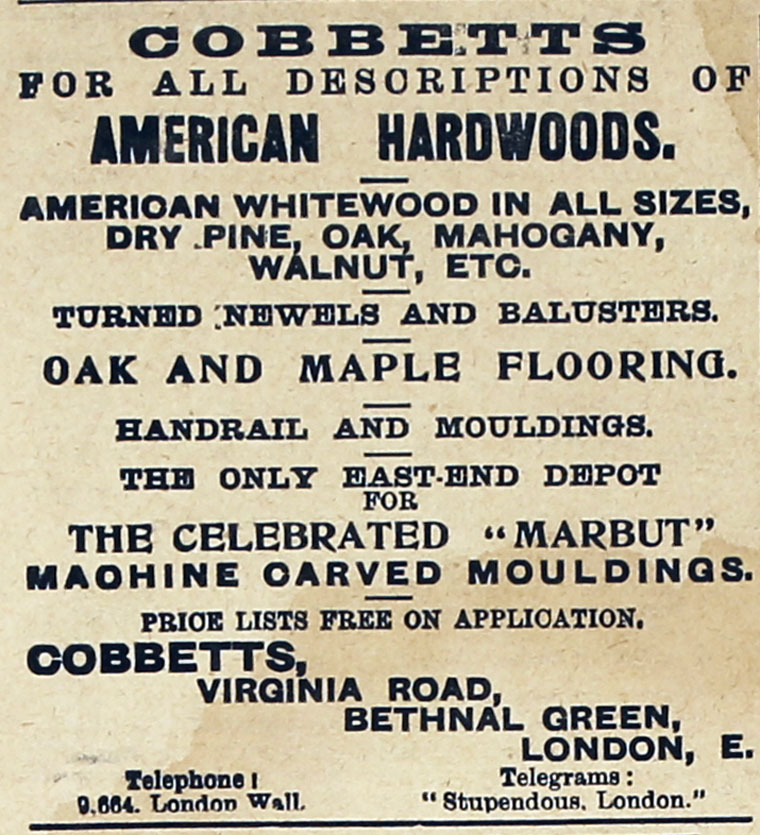 COBBETTS
FOR ALL DESCRIPTIONS OF
AMERICAN HARDWOODS.
AMERICAN WHITEWOOD IN ALL SIZES,
DRY PINE, OAK, MAHOGANY,
WALNUT, ETC.
TURNED NEWELS AND BALUSTERS.
OAK AND MAPLE FLOORING.
HANDRAIL AND MOULDINGS.
THE ONLY EAST-END DEPOT
FOR
THE CELEBRATED "MARBUT"
MACHINE CARVED MOULDINGS.
PRICE LISTS FREE ON APPLICATION.
COBBETTS,
VIRGINIA ROAD,
BETHNAL GREEN,
LONDON, E.
Telephone: Telegrams:
9,664. London Wall. "Stupendous. London."